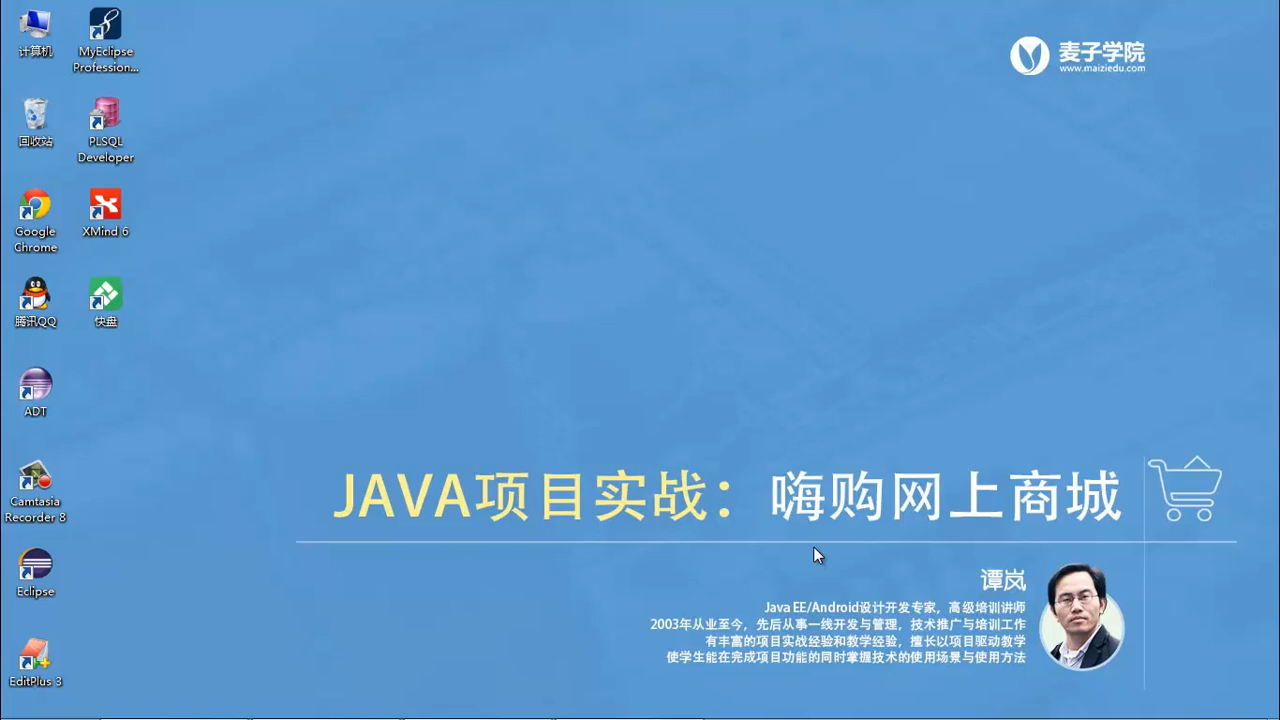 计算机
MyEclipse
Profession...
回收站
PLSQL
Developer
Google
Chrome
XMind 6
腾讯QQ
快盘
ADT
Camtasia
Recorder 8
Eclipse
EditPlus 3
麦子学院
www.maiziedu.com
JAVA项目实战：嗨购网上商城
谭岚
Java EE/Android设计开发专家，高级培训讲师
2003年从业至今，先后从事一线开发与管理，技术推广与培训工作
有丰富的项目实战经验和教学经验，擅长以项目驱动教学
使学生能在完成项目功能的同时掌握技术的使用场景与使用方法